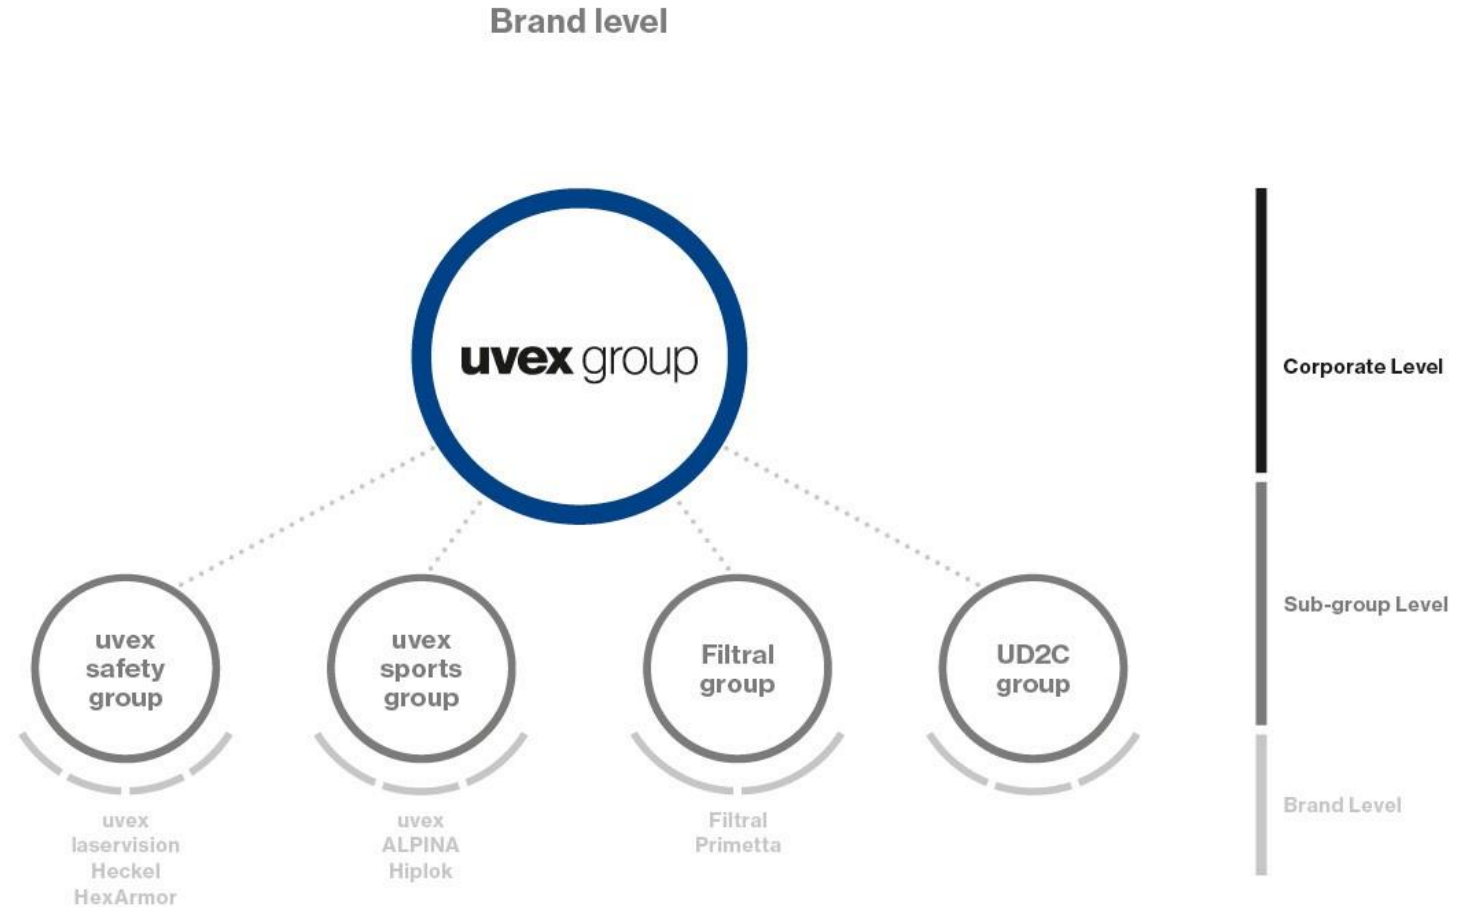 Brand level
uvex group
Corporate Level
Sub-group Level
uvex
safety
group
uvex
sports
group
Filtral
group
UD2C
group
Brand Level
uvex
laservision
Heckel
HexArmor
uvex
ALPINA
Hiplok
Filtral
Primetta